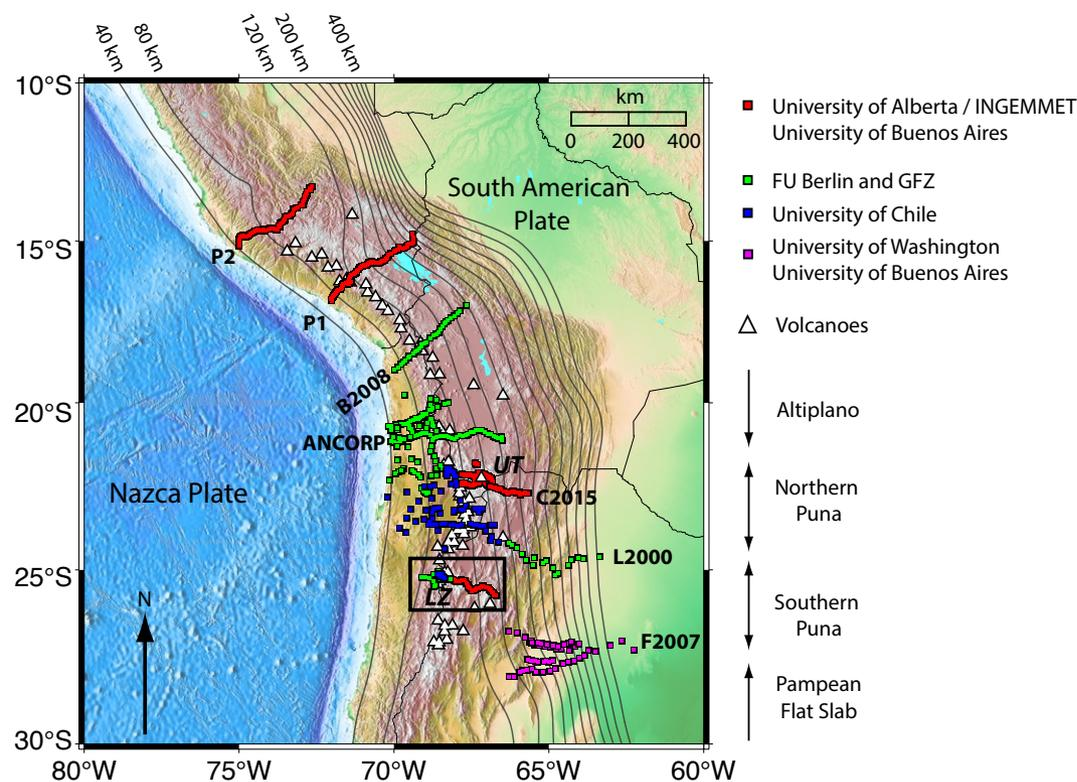 40 km
80 km
120 km
200 km
400 km
10°S
15°S
20°S
25°S
30°S
80°W
75°W
70°W
65°W
60°W
km
0 200 400
South American
Plate
P2
P1
B2008
ANCORP
UT
C2015
Nazca Plate
L2000
LZ
F2007
N
University of Alberta / INGEMMET
University of Buenos Aires
FU Berlin and GFZ
University of Chile
University of Washington
University of Buenos Aires
Volcanoes
Altiplano
Northern
Puna
Southern
Puna
Pampean
Flat Slab